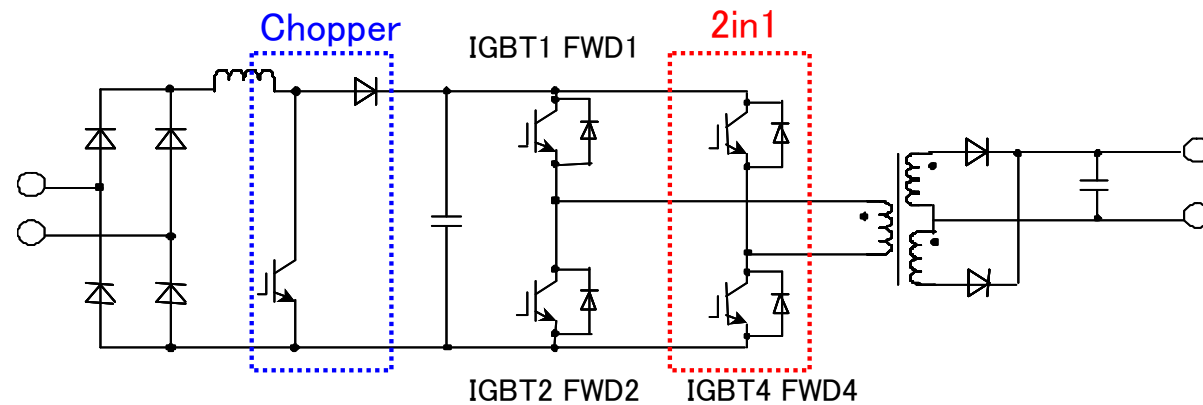 Chopper
2in1
IGBT1 FWD1
IGBT2 FWD2
IGBT4 FWD4